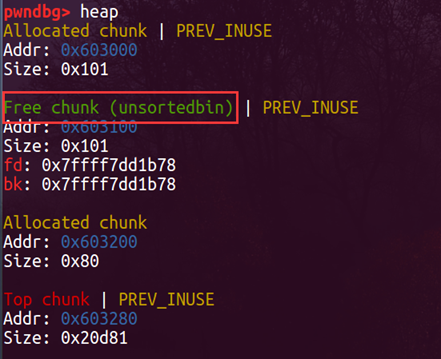 pwndbg> heap
Allocated chunk | PREV_INUSE
Addr: 0x603000
Size: 0x101
Free chunk (unsortedbin) | PREV_INUSE
Addr: 0x603100
Size: 0x101
fd: 0x7ffff7dd1b78
bk: 0x7ffff7dd1b78
Allocated chunk
Addr: 0x603200
Size: 0x80
Top chunk | PREV_INUSE
Addr: 0x603280
Size: 0x20d81